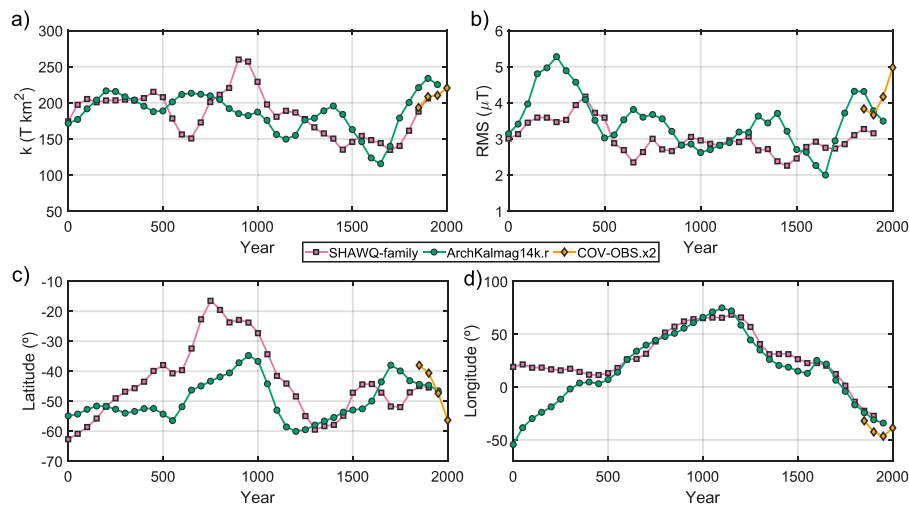 a)
b)
300
250
200
150
100
50
k (T km²)
0 500 1000 1500 2000
Year
6
5
4
3
2
1
RMS (μT)
0 500 1000 1500 2000
Year
SHAWQ-family ArchKalmag14k.r COV-OBS.x2
c)
d)
-10
-20
-30
-40
-50
-60
-70
Latitude (º)
0 500 1000 1500 2000
Year
100
50
0
-50
Longitude (º)
0 500 1000 1500 2000
Year